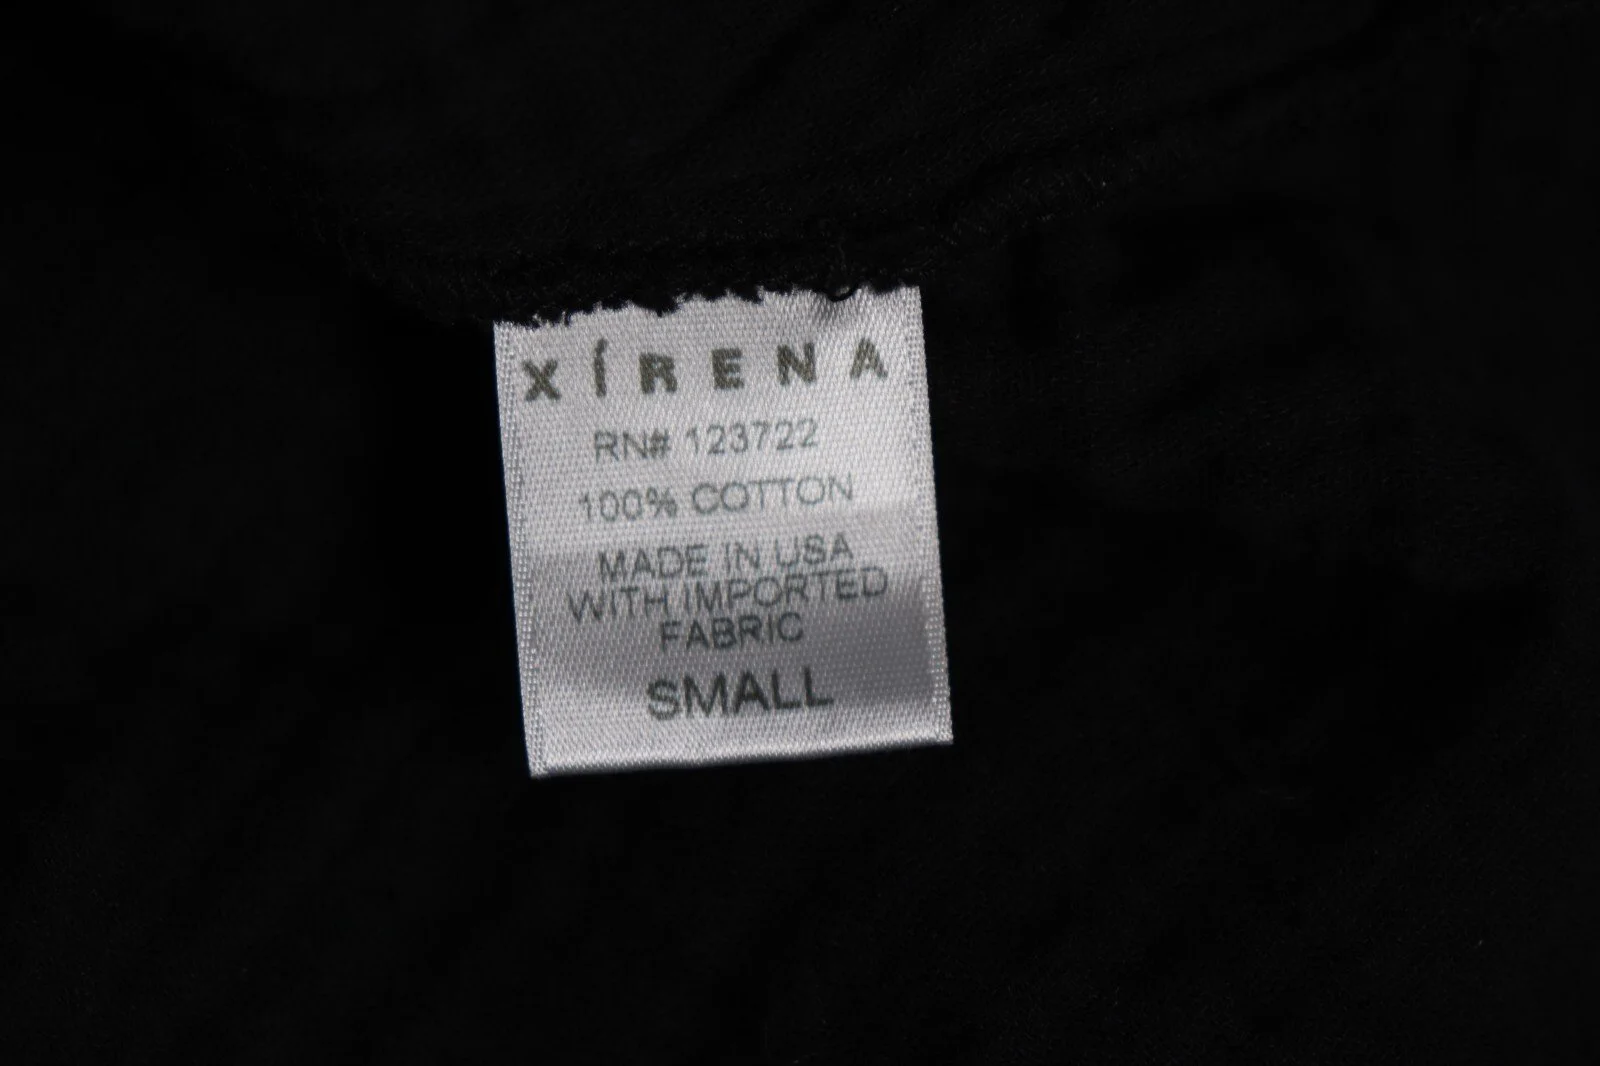 XÍRENA
RN# 123722
100% COTTON
MADE IN USA
WITH IMPORTED
FABRIC
SMALL